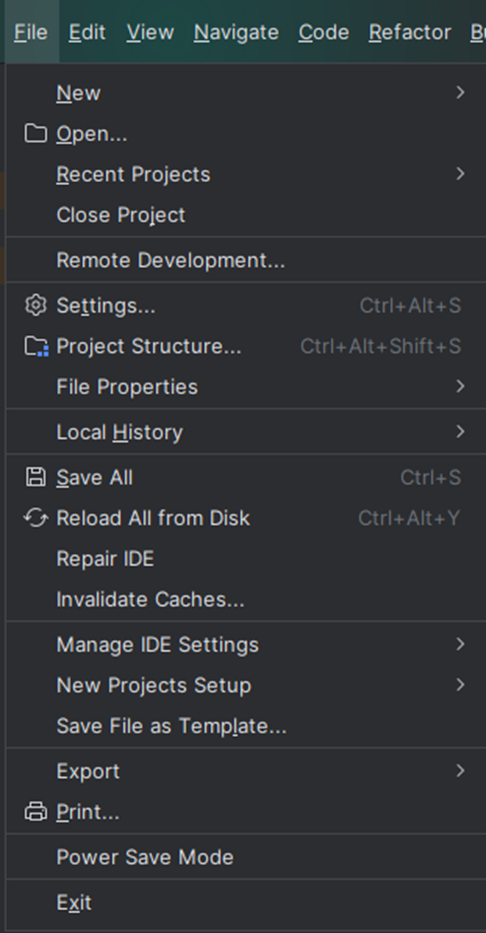 File Edit View Navigate Code Refactor
New
Open...
Recent Projects
Close Project
Remote Development...
Settings... Ctrl+Alt+S
Project Structure... Ctrl+Alt+Shift+S
File Properties
Local History
Save All Ctrl+S
Reload All from Disk Ctrl+Alt+Y
Repair IDE
Invalidate Caches...
Manage IDE Settings
New Projects Setup
Save File as Template...
Export
Print...
Power Save Mode
Exit